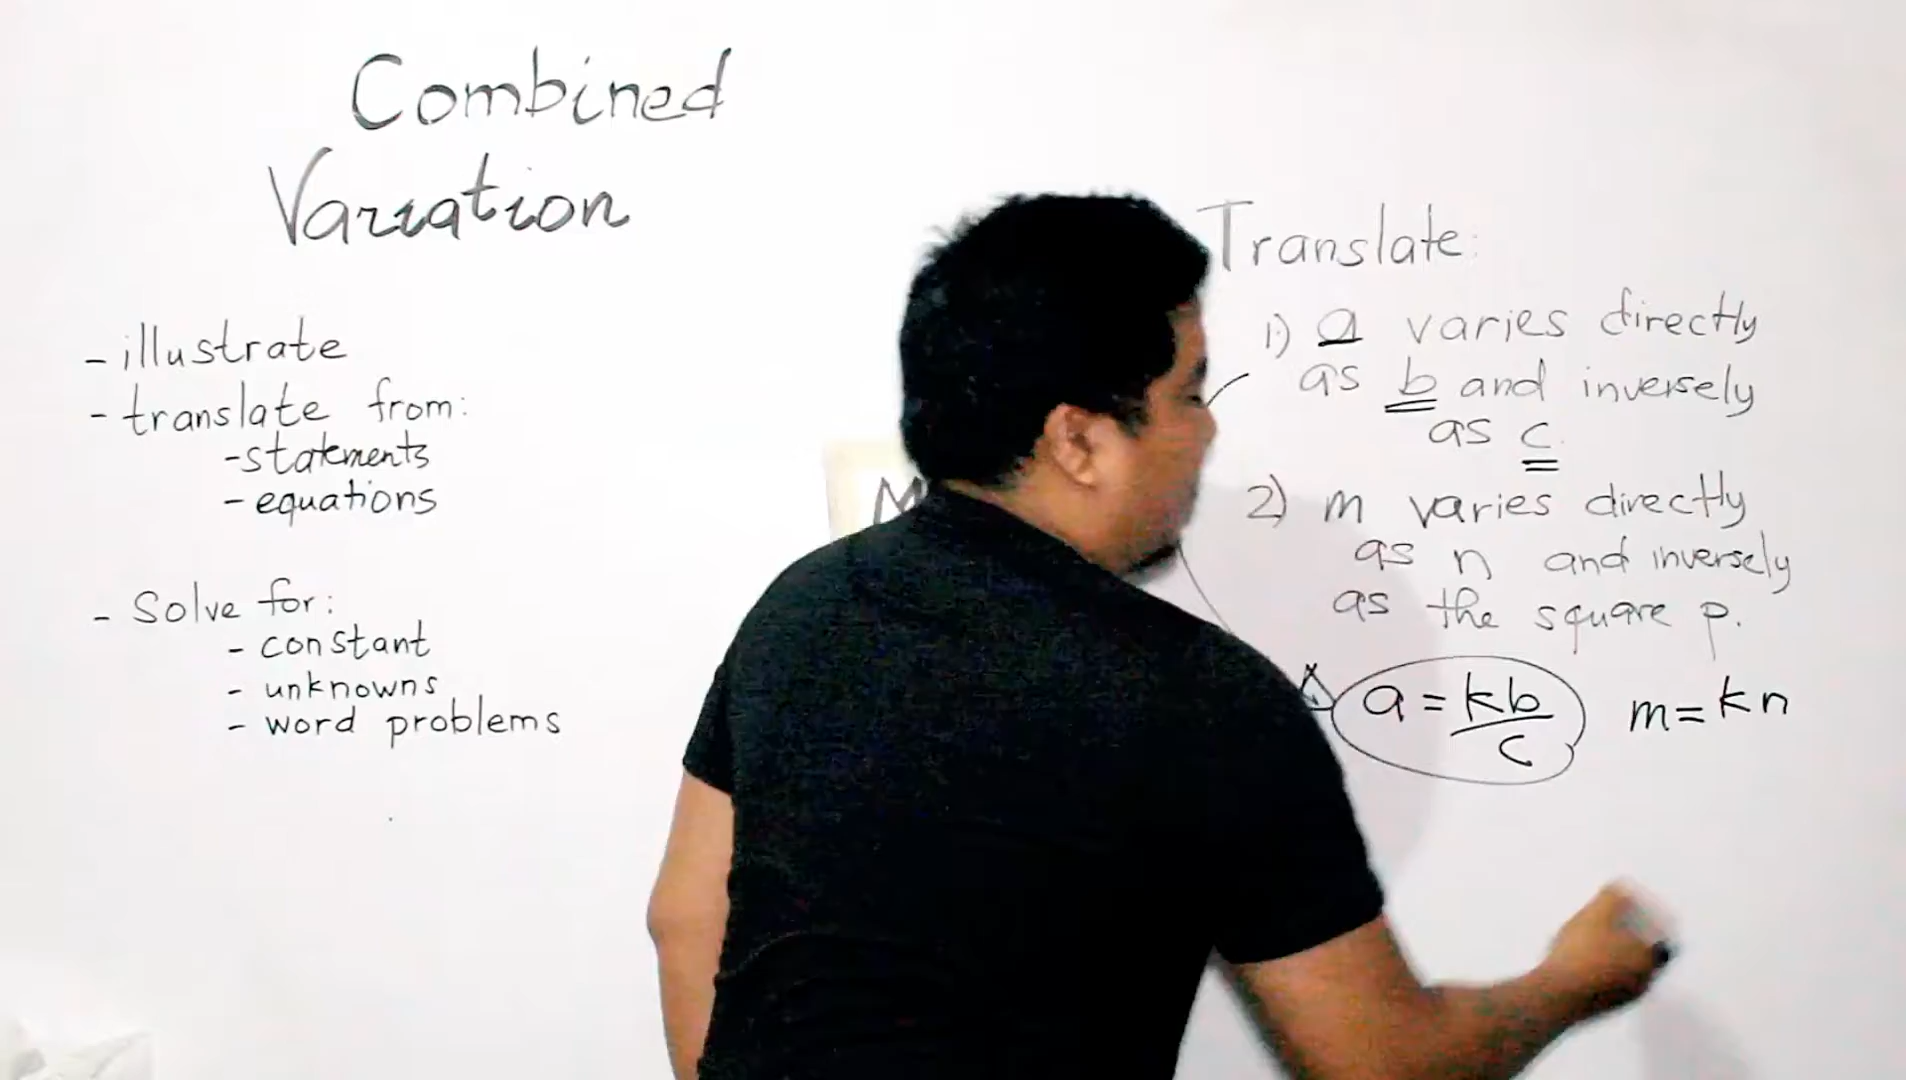 Combined
Variation
- illustrate
- translate from:
- statements
- equations
- Solve for:
- constant
- unknowns
- word problems
M
Translate:
1) a varies directly
as b and inversely
as c.
2) m varies directly
as n and inversely
as the square p.
a = kb/c
m = kn